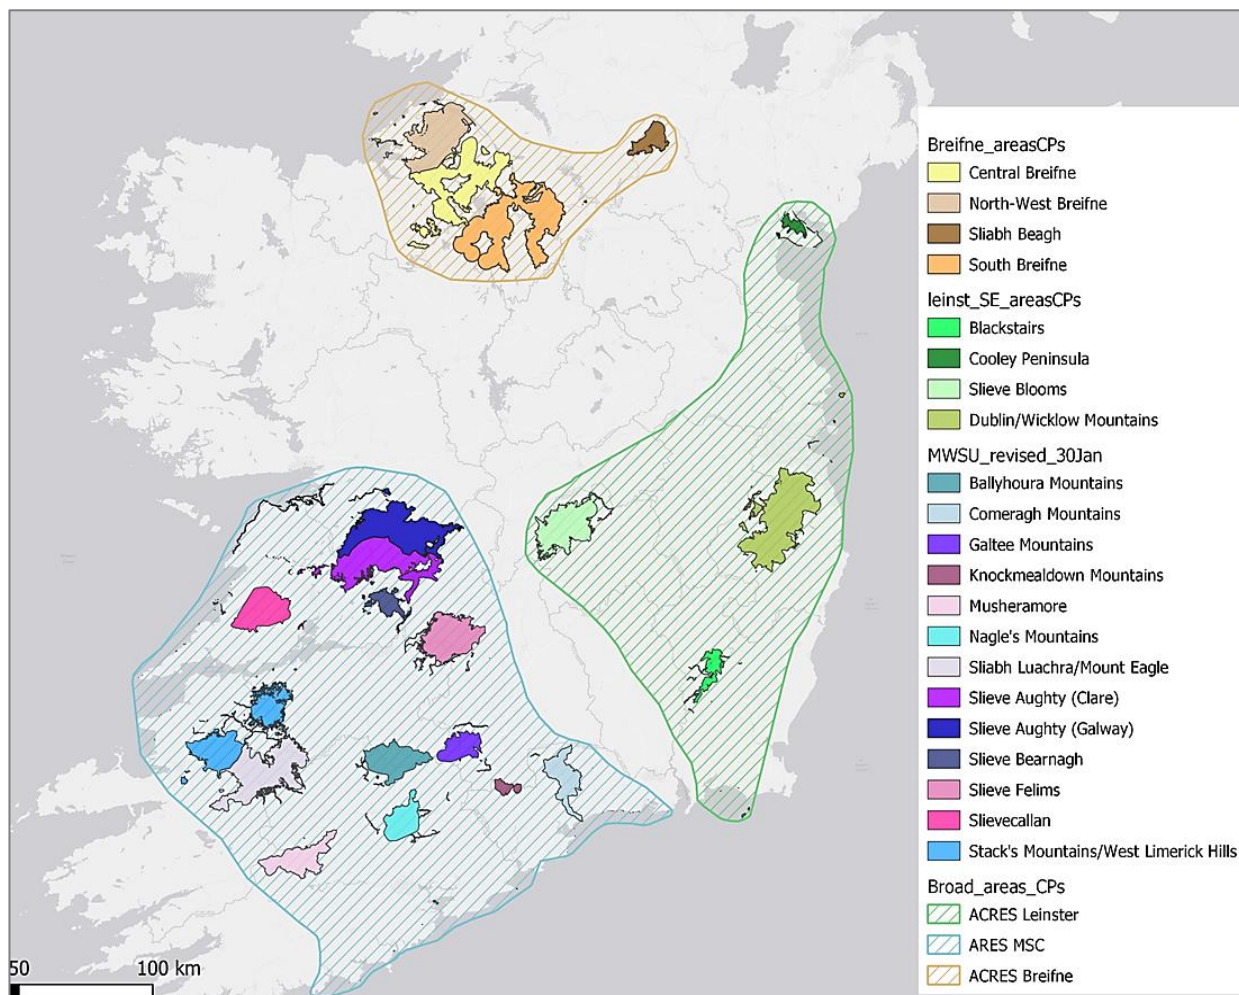 Breifne_areasCPs
Central Breifne
North-West Breifne
Sliabh Beagh
South Breifne
leinst_SE_areasCPs
Blackstairs
Cooley Peninsula
Slieve Blooms
Dublin/Wicklow Mountains
MWSU_revised_30Jan
Ballyhoura Mountains
Comeragh Mountains
Galtee Mountains
Knockmealdown Mountains
Musheramore
Nagle's Mountains
Sliabh Luachra/Mount Eagle
Slieve Aughty (Clare)
Slieve Aughty (Galway)
Slieve Bearnagh
Slieve Felims
Slievecallan
Stack's Mountains/West Limerick Hills
Broad_areas_CPs
ACRES Leinster
ARES MSC
ACRES Breifne
50 100 km